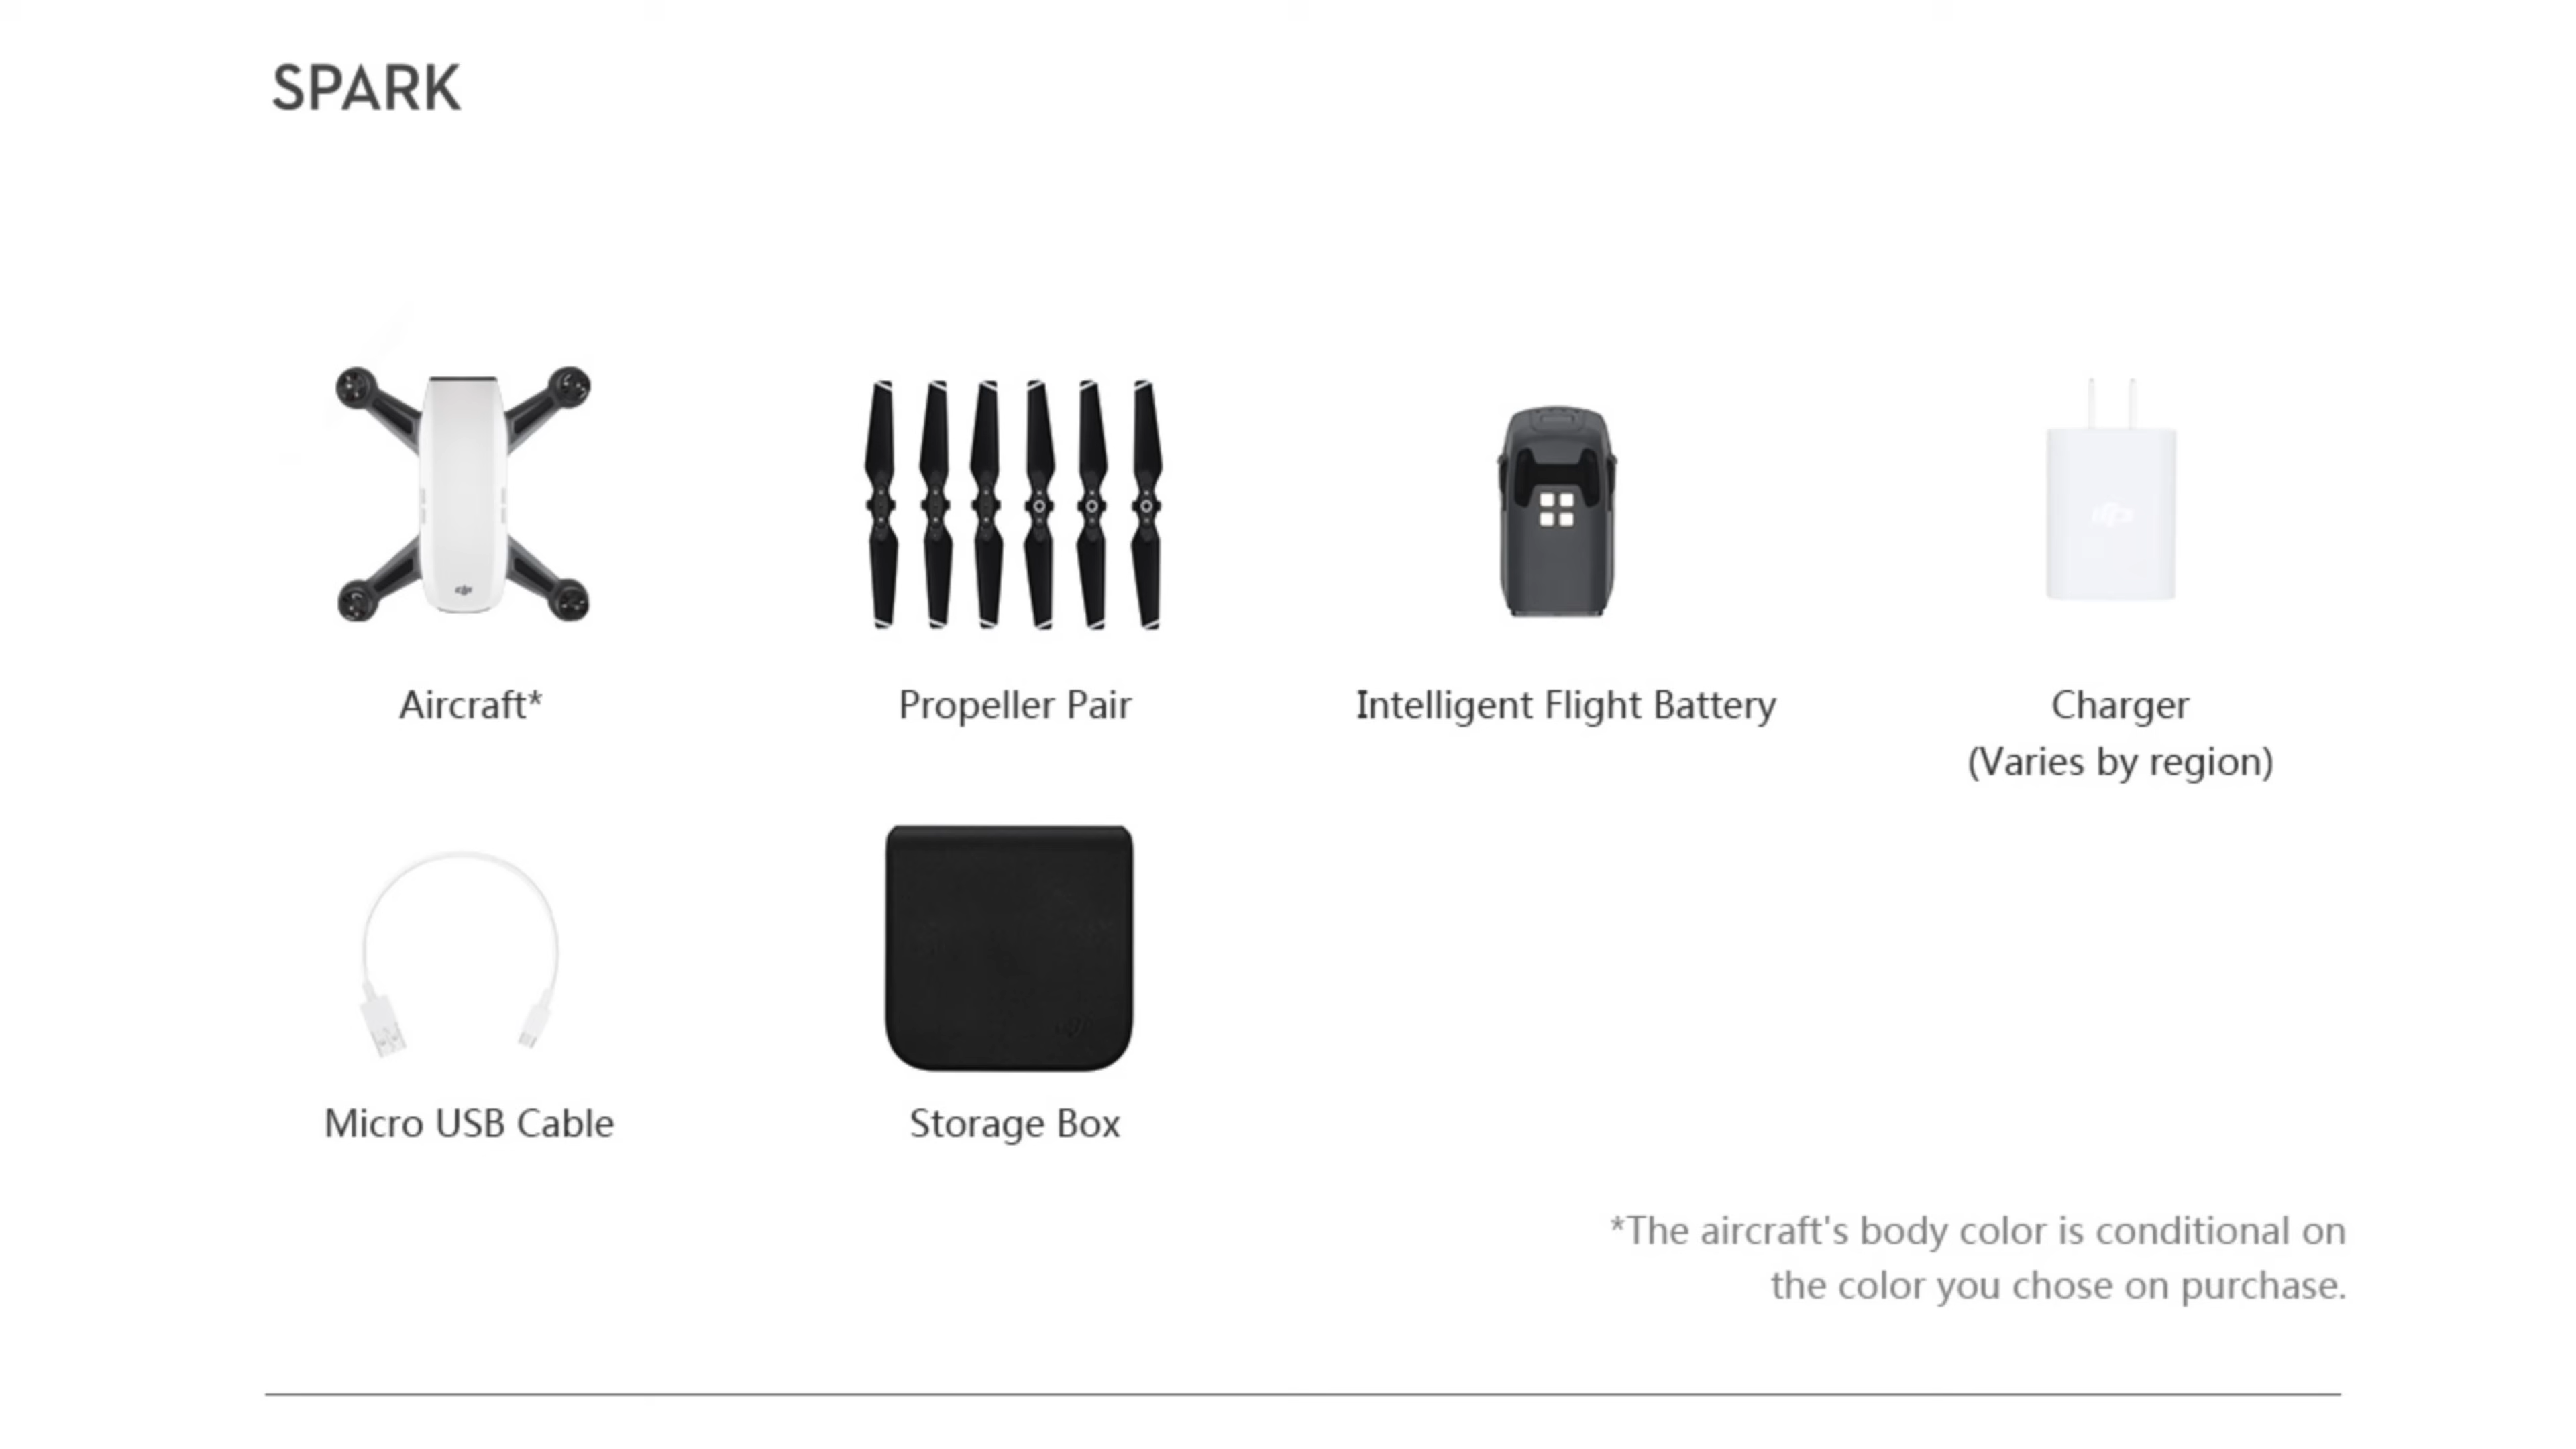 SPARK
Aircraft*
Propeller Pair
Intelligent Flight Battery
Charger
(Varies by region)
Micro USB Cable
Storage Box
*The aircraft's body color is conditional on
the color you chose on purchase.